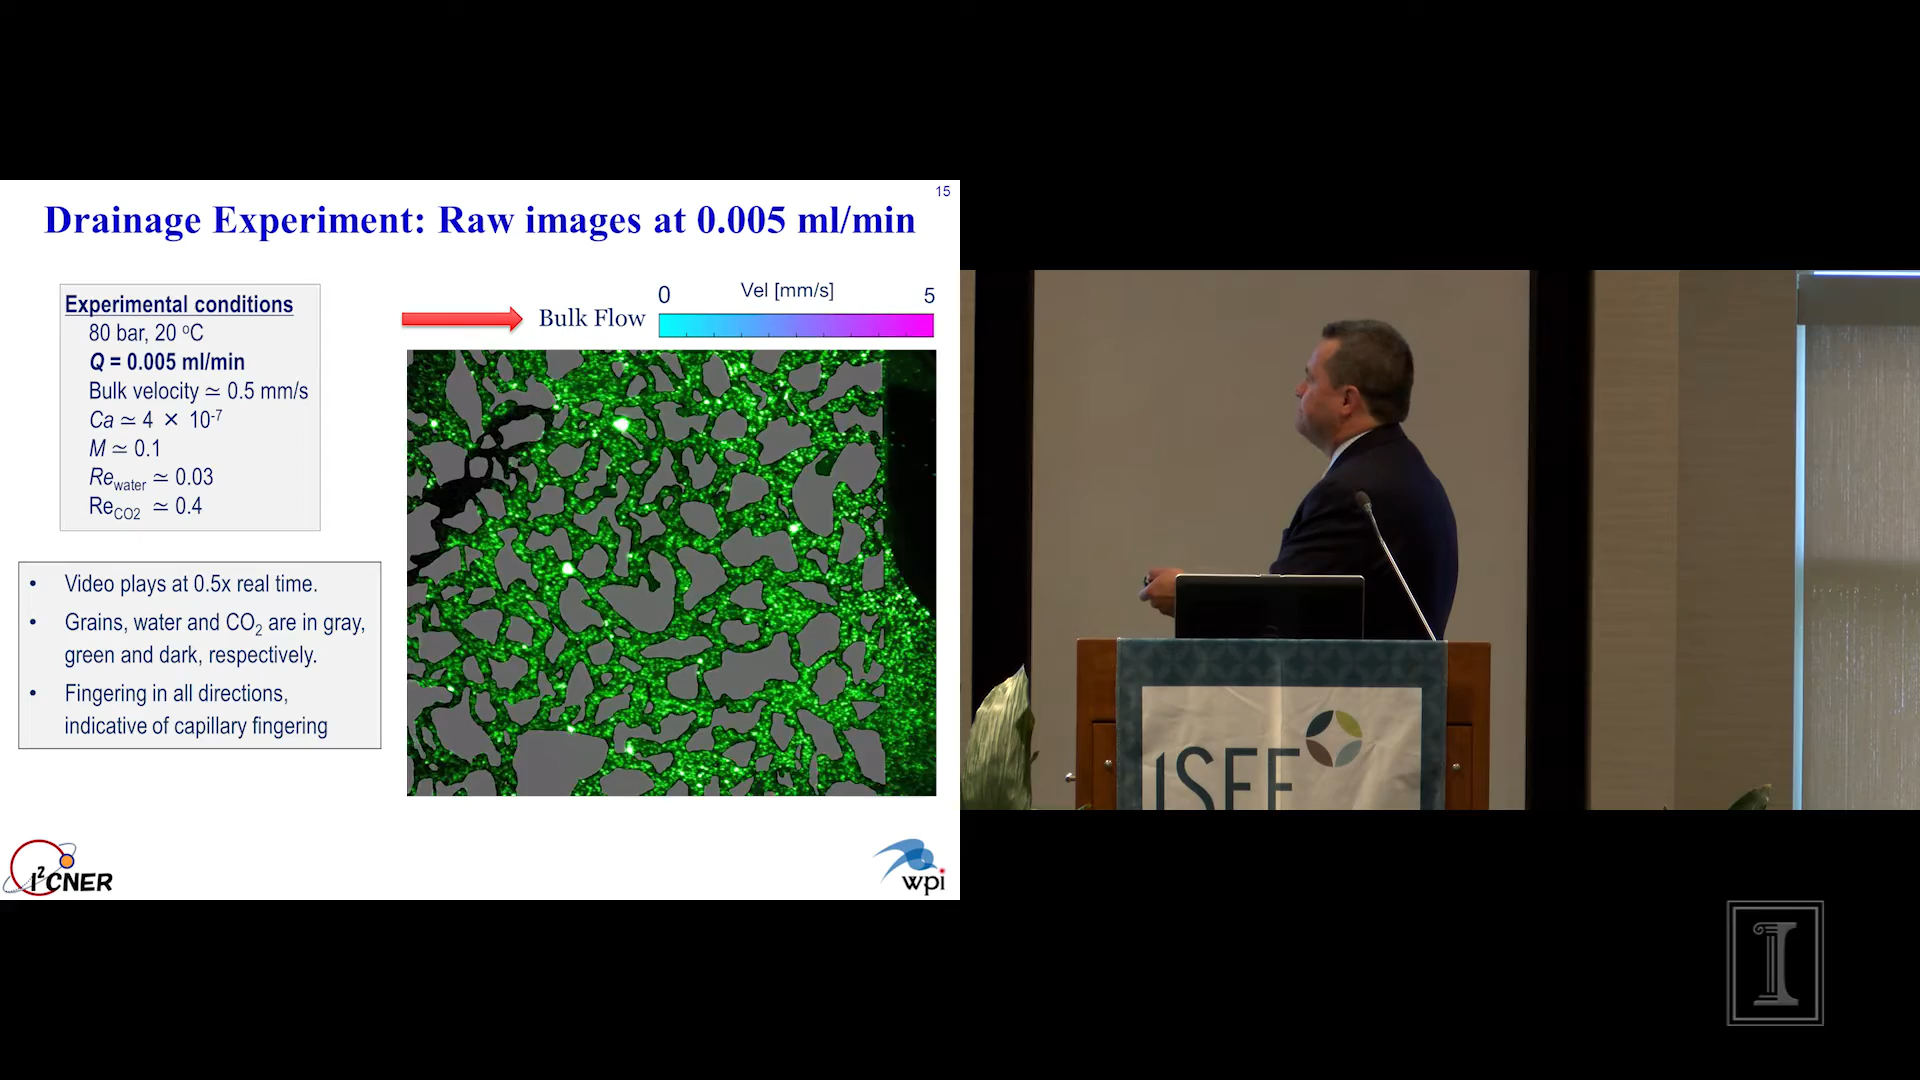 15
Drainage Experiment: Raw images at 0.005 ml/min
Experimental conditions
80 bar, 20 ºC
Q = 0.005 ml/min
Bulk velocity ≃ 0.5 mm/s
Ca ≃ 4 × 10⁻⁷
M ≃ 0.1
Re_water ≃ 0.03
Re_CO2 ≃ 0.4
• Video plays at 0.5x real time.
• Grains, water and CO₂ are in gray,
green and dark, respectively.
• Fingering in all directions,
indicative of capillary fingering
Bulk Flow
0 Vel [mm/s] 5
I²CNER
wpi
ISEE
I